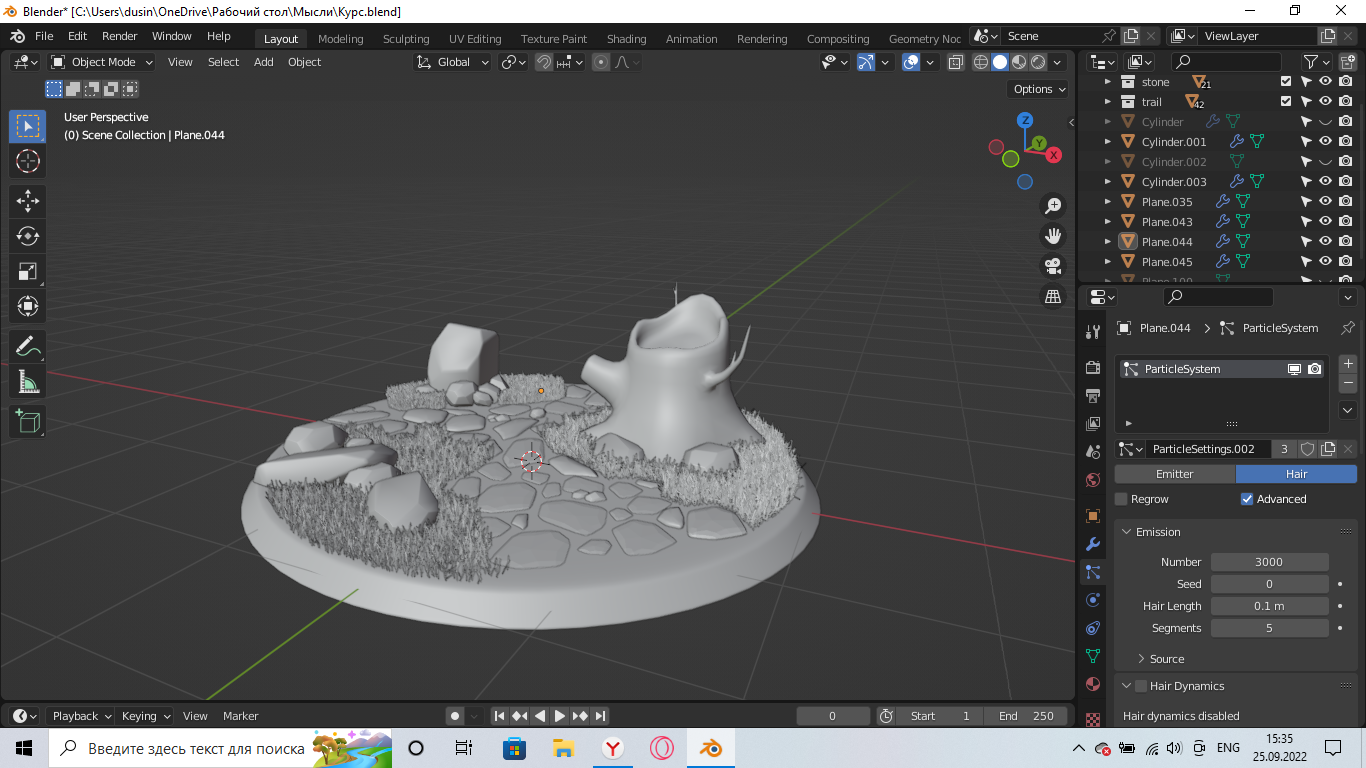 Blender* [C:\Users\dusin\OneDrive\Рабочий стол\Мысли\Курс.blend]
File Edit Render Window Help Layout Modeling Sculpting UV Editing Texture Paint Shading Animation Rendering Compositing Geometry Noc Scene ViewLayer
Object Mode View Select Add Object Global
Options
User Perspective
(0) Scene Collection | Plane.044
Z
Y
X
stone 21
trail 42
Cylinder
Cylinder.001
Cylinder.002
Cylinder.003
Plane.035
Plane.043
Plane.044
Plane.045
Plane.100
Plane.044 > ParticleSystem
ParticleSystem
ParticleSettings.002 3
Emitter Hair
Regrow Advanced
Emission
Number 3000
Seed 0
Hair Length 0.1 m
Segments 5
Source
Hair Dynamics
Hair dynamics disabled
Playback Keying View Marker 0 Start 1 End 250
Введите здесь текст для поиска
ENG
15:35
25.09.2022